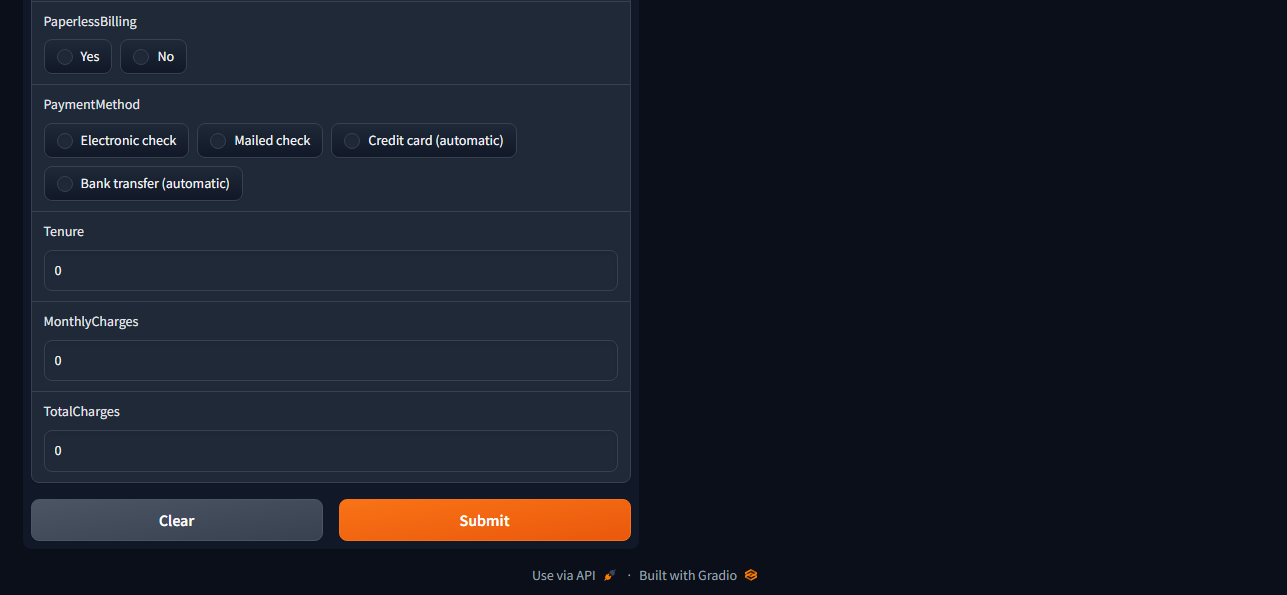 PaperlessBilling
Yes No
PaymentMethod
Electronic check Mailed check Credit card (automatic)
Bank transfer (automatic)
Tenure
0
MonthlyCharges
0
TotalCharges
0
Clear Submit
Use via API · Built with Gradio